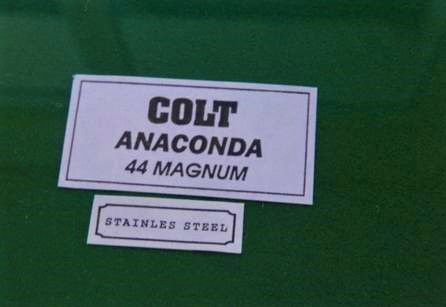 COLT
ANACONDA
44 MAGNUM
STAINLES STEEL